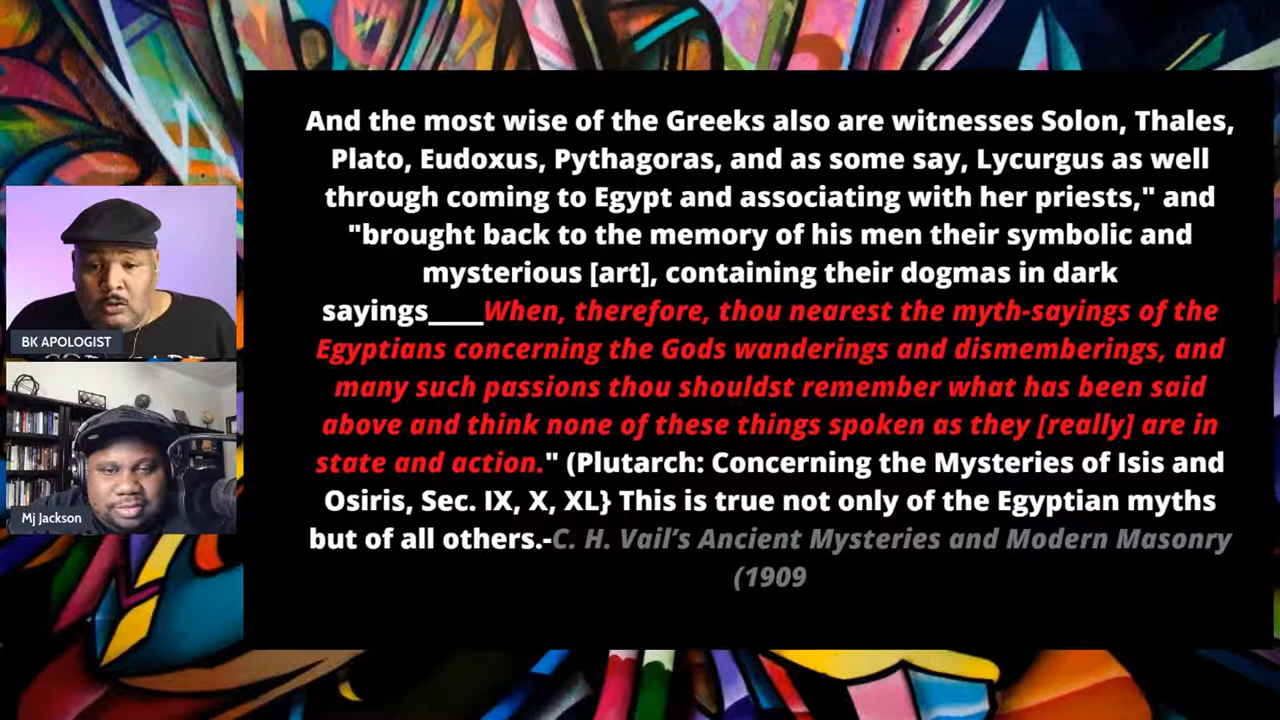 And the most wise of the Greeks also are witnesses Solon, Thales,
Plato, Eudoxus, Pythagoras, and as some say, Lycurgus as well
through coming to Egypt and associating with her priests," and
"brought back to the memory of his men their symbolic and
mysterious [art], containing their dogmas in dark
sayings____When, therefore, thou nearest the myth-sayings of the
Egyptians concerning the Gods wanderings and dismemberings, and
many such passions thou shouldst remember what has been said
above and think none of these things spoken as they [really] are in
state and action." (Plutarch: Concerning the Mysteries of Isis and
Osiris, Sec. IX, X, XL} This is true not only of the Egyptian myths
but of all others.-C. H. Vail’s Ancient Mysteries and Modern Masonry
(1909
BK APOLOGIST
Mj Jackson